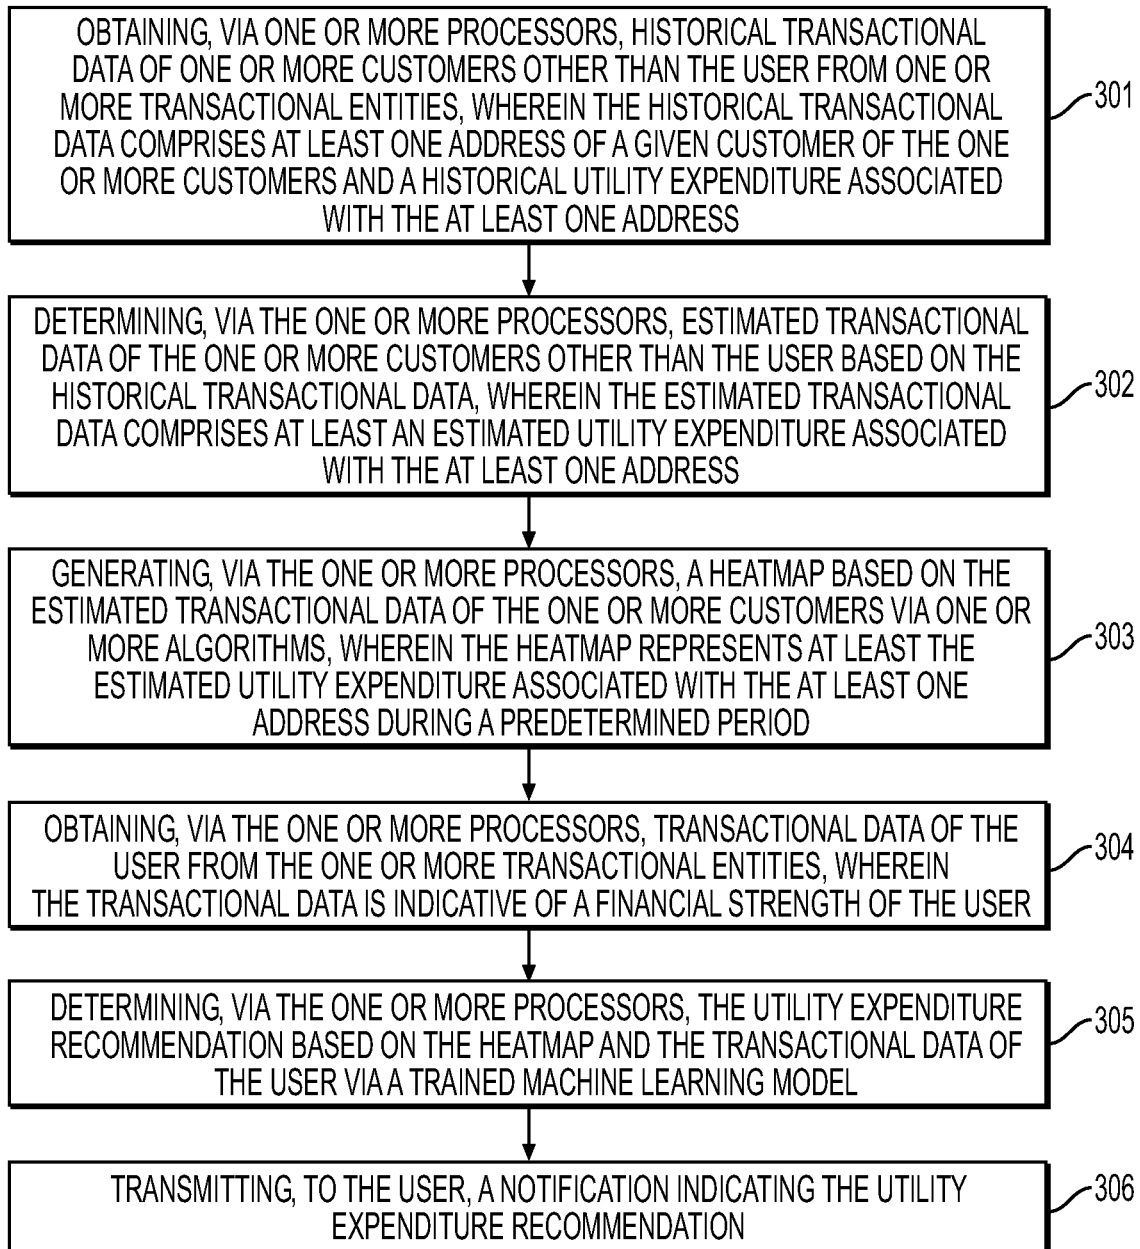 OBTAINING, VIA ONE OR MORE PROCESSORS, HISTORICAL TRANSACTIONAL
DATA OF ONE OR MORE CUSTOMERS OTHER THAN THE USER FROM ONE OR
MORE TRANSACTIONAL ENTITIES, WHEREIN THE HISTORICAL TRANSACTIONAL
DATA COMPRISES AT LEAST ONE ADDRESS OF A GIVEN CUSTOMER OF THE ONE
OR MORE CUSTOMERS AND A HISTORICAL UTILITY EXPENDITURE ASSOCIATED
WITH THE AT LEAST ONE ADDRESS
301
DETERMINING, VIA THE ONE OR MORE PROCESSORS, ESTIMATED TRANSACTIONAL
DATA OF THE ONE OR MORE CUSTOMERS OTHER THAN THE USER BASED ON THE
HISTORICAL TRANSACTIONAL DATA, WHEREIN THE ESTIMATED TRANSACTIONAL
DATA COMPRISES AT LEAST AN ESTIMATED UTILITY EXPENDITURE ASSOCIATED
WITH THE AT LEAST ONE ADDRESS
302
GENERATING, VIA THE ONE OR MORE PROCESSORS, A HEATMAP BASED ON THE
ESTIMATED TRANSACTIONAL DATA OF THE ONE OR MORE CUSTOMERS VIA ONE OR
MORE ALGORITHMS, WHEREIN THE HEATMAP REPRESENTS AT LEAST THE
ESTIMATED UTILITY EXPENDITURE ASSOCIATED WITH THE AT LEAST ONE
ADDRESS DURING A PREDETERMINED PERIOD
303
OBTAINING, VIA THE ONE OR MORE PROCESSORS, TRANSACTIONAL DATA OF THE
USER FROM THE ONE OR MORE TRANSACTIONAL ENTITIES, WHEREIN
THE TRANSACTIONAL DATA IS INDICATIVE OF A FINANCIAL STRENGTH OF THE USER
304
DETERMINING, VIA THE ONE OR MORE PROCESSORS, THE UTILITY EXPENDITURE
RECOMMENDATION BASED ON THE HEATMAP AND THE TRANSACTIONAL DATA OF
THE USER VIA A TRAINED MACHINE LEARNING MODEL
305
TRANSMITTING, TO THE USER, A NOTIFICATION INDICATING THE UTILITY
EXPENDITURE RECOMMENDATION
306